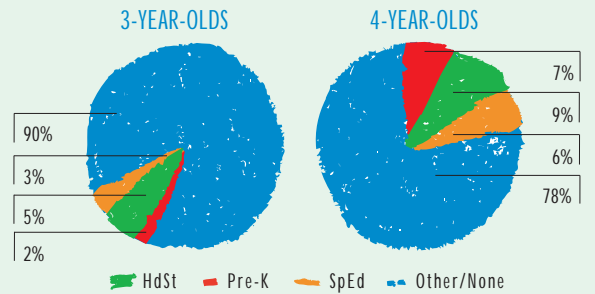 3-YEAR-OLDS
4-YEAR-OLDS
90%
3%
5%
2%
7%
9%
6%
78%
HdSt Pre-K SpEd Other/None